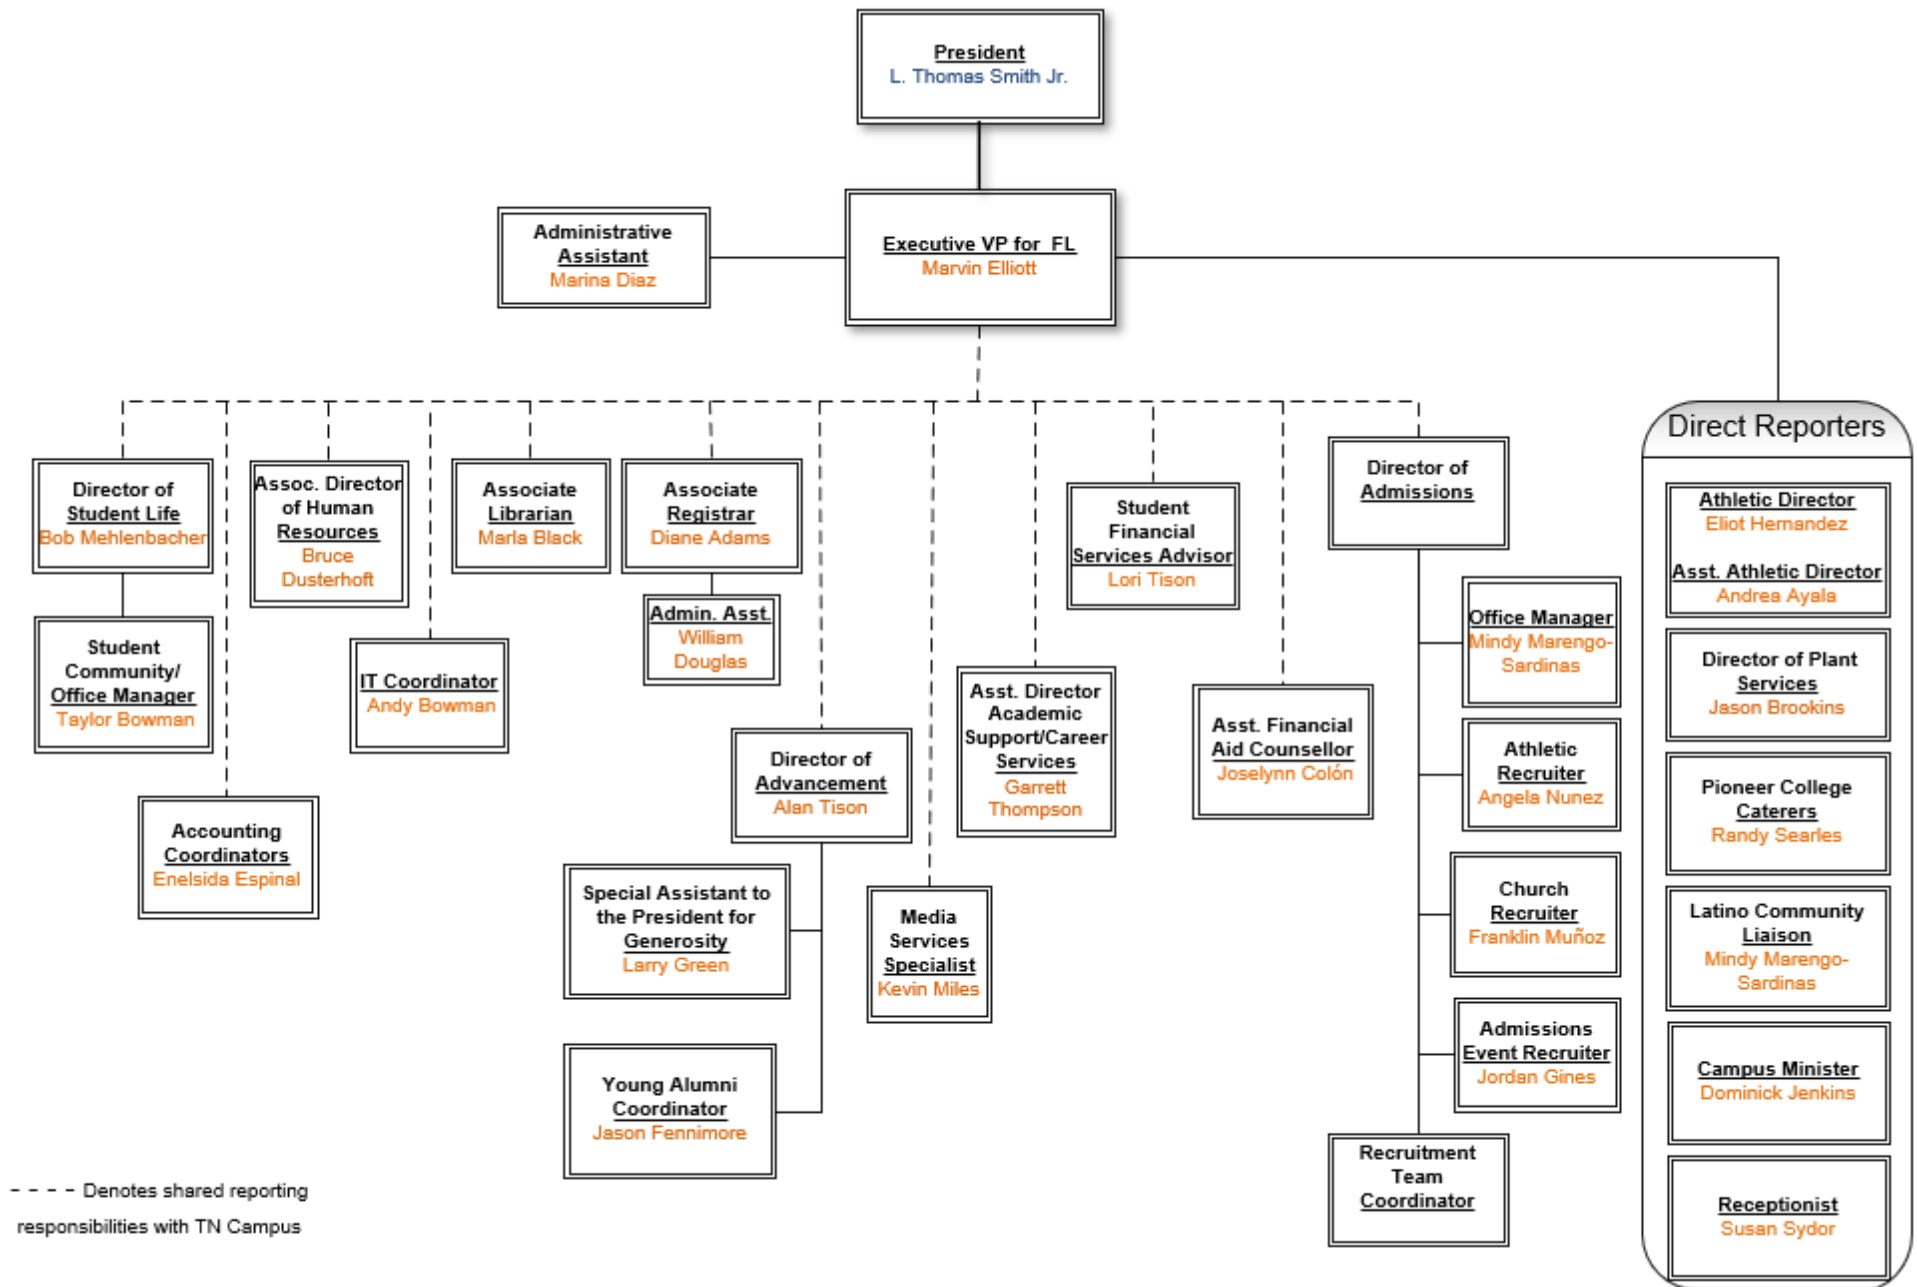 President
L. Thomas Smith Jr.
Administrative
Assistant
Marina Diaz
Executive VP for FL
Marvin Elliott
Direct Reporters
Director of
Student Life
Bob Mehlenbacher
Student
Community/
Office Manager
Taylor Bowman
Accounting
Coordinators
Enelsida Espinal
Assoc. Director
of Human
Resources
Bruce
Dusterhoft
IT Coordinator
Andy Bowman
Associate
Librarian
Marla Black
Associate
Registrar
Diane Adams
Admin. Asst.
William
Douglas
Director of
Advancement
Alan Tison
Special Assistant to
the President for
Generosity
Larry Green
Young Alumni
Coordinator
Jason Fennimore
Media
Services
Specialist
Kevin Miles
Asst. Director
Academic
Support/Career
Services
Garrett
Thompson
Student
Financial
Services Advisor
Lori Tison
Asst. Financial
Aid Counsellor
Joselynn Colón
Director of
Admissions
Office Manager
Mindy Marengo-
Sardinas
Athletic
Recruiter
Angela Nunez
Church
Recruiter
Franklin Muñoz
Admissions
Event Recruiter
Jordan Gines
Recruitment
Team
Coordinator
Athletic Director
Eliot Hernandez
Asst. Athletic Director
Andrea Ayala
Director of Plant
Services
Jason Brookins
Pioneer College
Caterers
Randy Searles
Latino Community
Liaison
Mindy Marengo-
Sardinas
Campus Minister
Dominick Jenkins
Receptionist
Susan Sydor
- - - - Denotes shared reporting
responsibilities with TN Campus